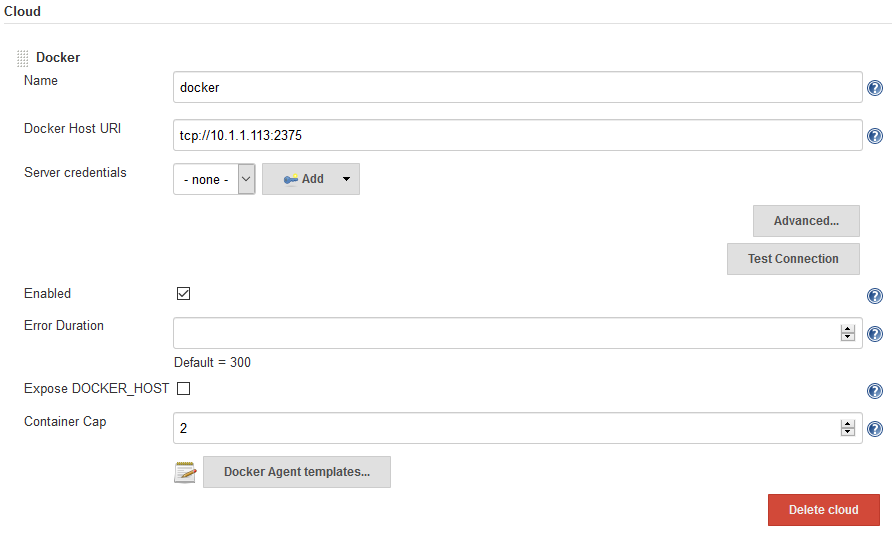 Cloud
Docker
Name
docker
Docker Host URI
tcp://10.1.1.113:2375
Server credentials
- none -
Add
Advanced...
Test Connection
Enabled
Error Duration
Default = 300
Expose DOCKER_HOST
Container Cap
2
Docker Agent templates...
Delete cloud